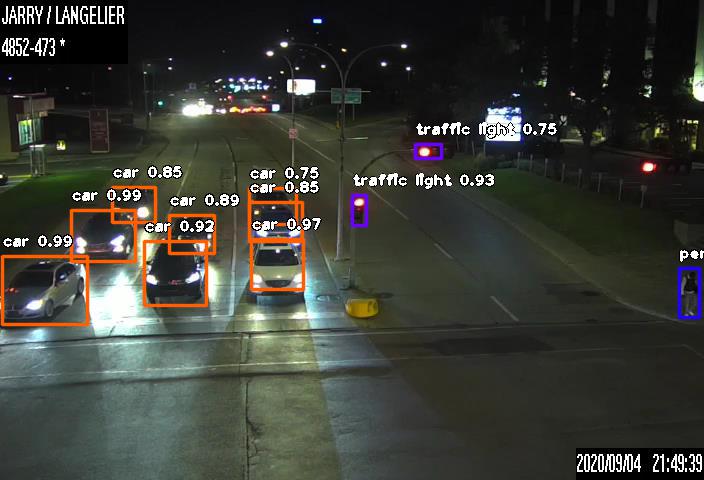 JARRY / LANGELIER
4852-473 *
traffic light 0.75
car 0.85
car 0.75
car 0.85
traffic light 0.93
car 0.99
car 0.89
car 0.92
car 0.97
car 0.99
per
2020/09/04 21:49:39